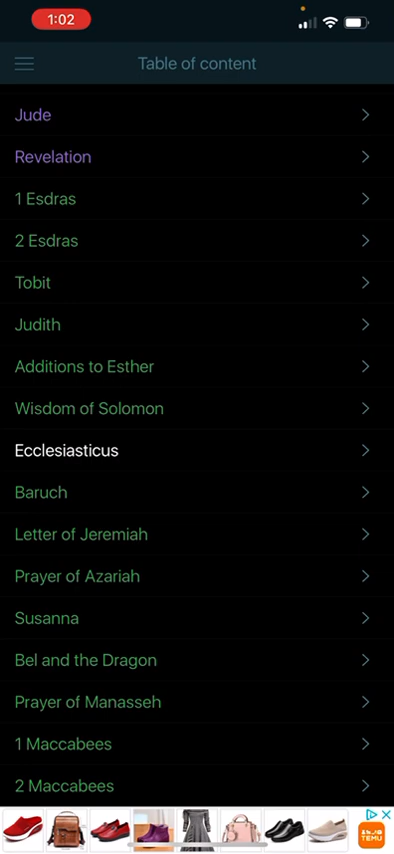 1:02
Table of content
Jude
Revelation
1 Esdras
2 Esdras
Tobit
Judith
Additions to Esther
Wisdom of Solomon
Ecclesiasticus
Baruch
Letter of Jeremiah
Prayer of Azariah
Susanna
Bel and the Dragon
Prayer of Manasseh
1 Maccabees
2 Maccabees
TEMU